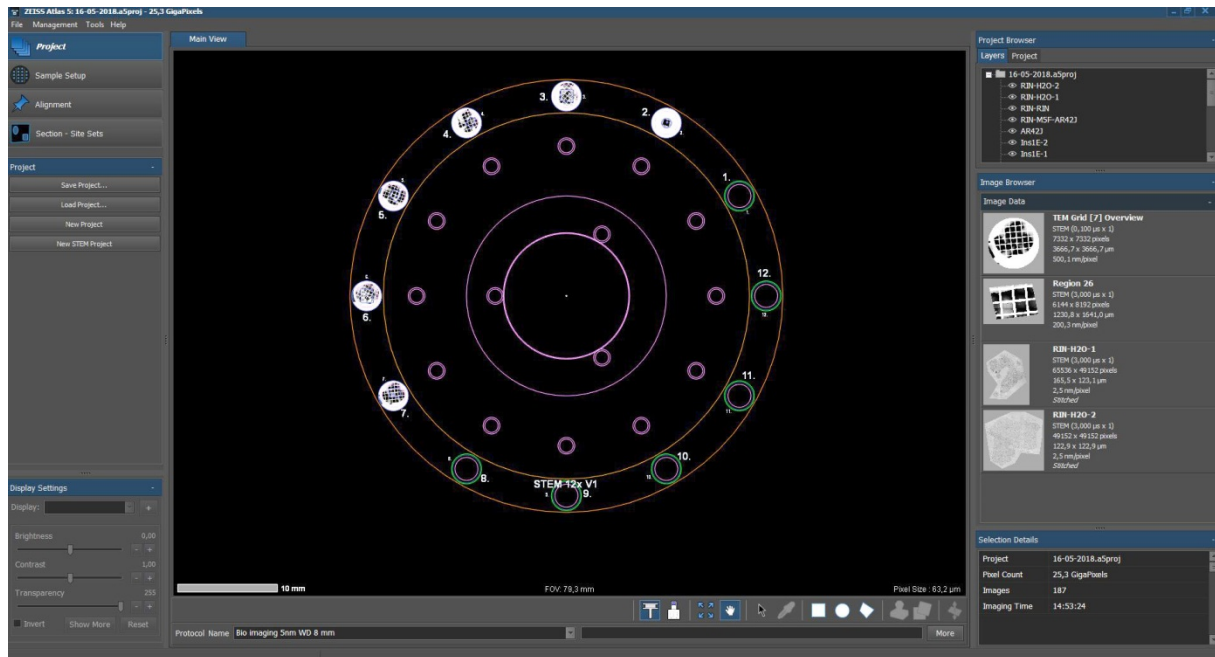 ZEISS Atlas 5: 16-05-2018.a5proj - 25,3 GigaPixels
File Management Tools Help
Project
Sample Setup
Alignment
Section - Site Sets
Project
Save Project...
Load Project...
New Project
New STEM Project
Display Settings
Display:
Brightness 0,00
Contrast 1,00
Transparency 255
Invert Show More Reset
Main View
3.
2.
4.
1.
5.
12.
6.
11.
7.
10.
8.
STEM 12x V1
9.
10 mm FOV: 79,3 mm Pixel Size : 63,2 µm
Protocol Name Bio imaging 5nm WD 8 mm More
Project Browser
Layers Project
16-05-2018.a5proj
RIN-H2O-2
RIN-H2O-1
RIN-RIN
RIN-MSF-AR42J
AR42J
Ins1E-2
Ins1E-1
Image Browser
Image Data
TEM Grid [7] Overview
STEM (0,100 µs x 1)
7332 x 7332 pixels
3666,7 x 3666,7 µm
500,1 nm/pixel
Region 26
STEM (3,000 µs x 1)
6144 x 8192 pixels
1230,8 x 1641,0 µm
200,3 nm/pixel
RIN-H2O-1
STEM (3,000 µs x 1)
65536 x 49152 pixels
165,5 x 123,1 µm
2,5 nm/pixel
Stitched
RIN-H2O-2
STEM (3,000 µs x 1)
49152 x 49152 pixels
122,9 x 122,9 µm
2,5 nm/pixel
Stitched
Selection Details
Project 16-05-2018.a5proj
Pixel Count 25,3 GigaPixels
Images 187
Imaging Time 14:53:24